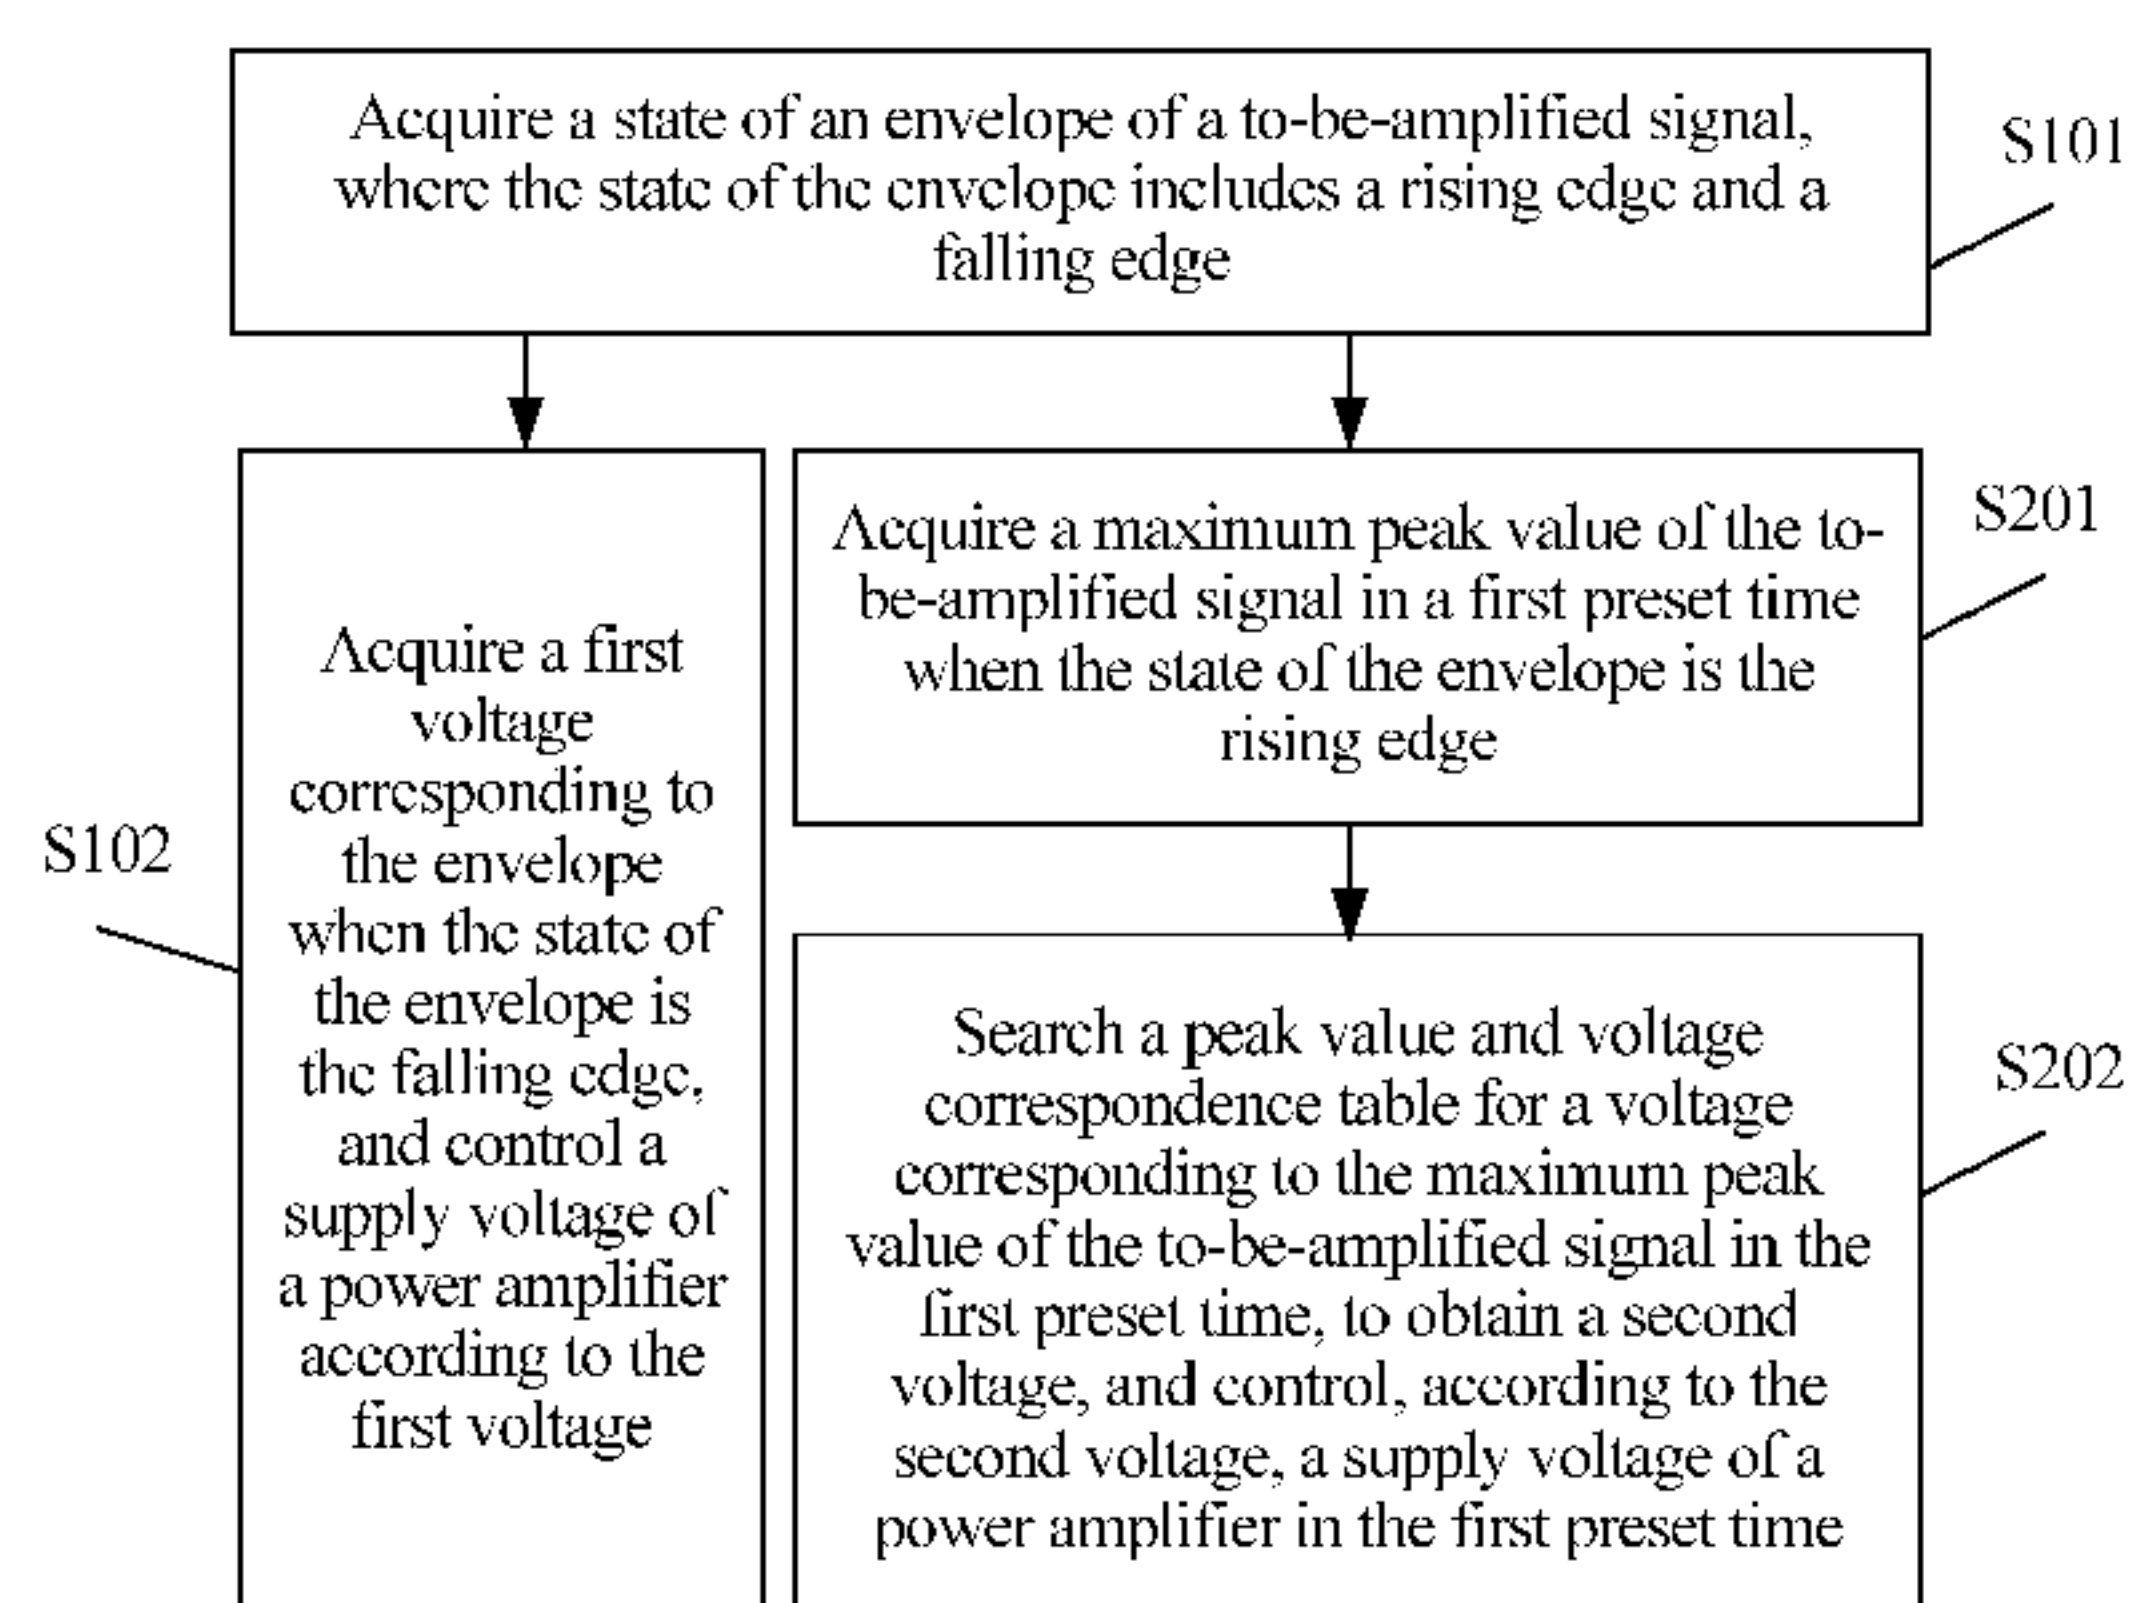 Acquire a state of an envelope of a to-be-amplified signal,
where the state of the envelope includes a rising edge and a
falling edge
S101
Acquire a first
voltage
corresponding to
the envelope
when the state of
the envelope is
the falling edge,
and control a
supply voltage of
a power amplifier
according to the
first voltage
S102
Acquire a maximum peak value of the to-
be-amplified signal in a first preset time
when the state of the envelope is the
rising edge
S201
Search a peak value and voltage
correspondence table for a voltage
corresponding to the maximum peak
value of the to-be-amplified signal in the
first preset time, to obtain a second
voltage, and control, according to the
second voltage, a supply voltage of a
power amplifier in the first preset time
S202